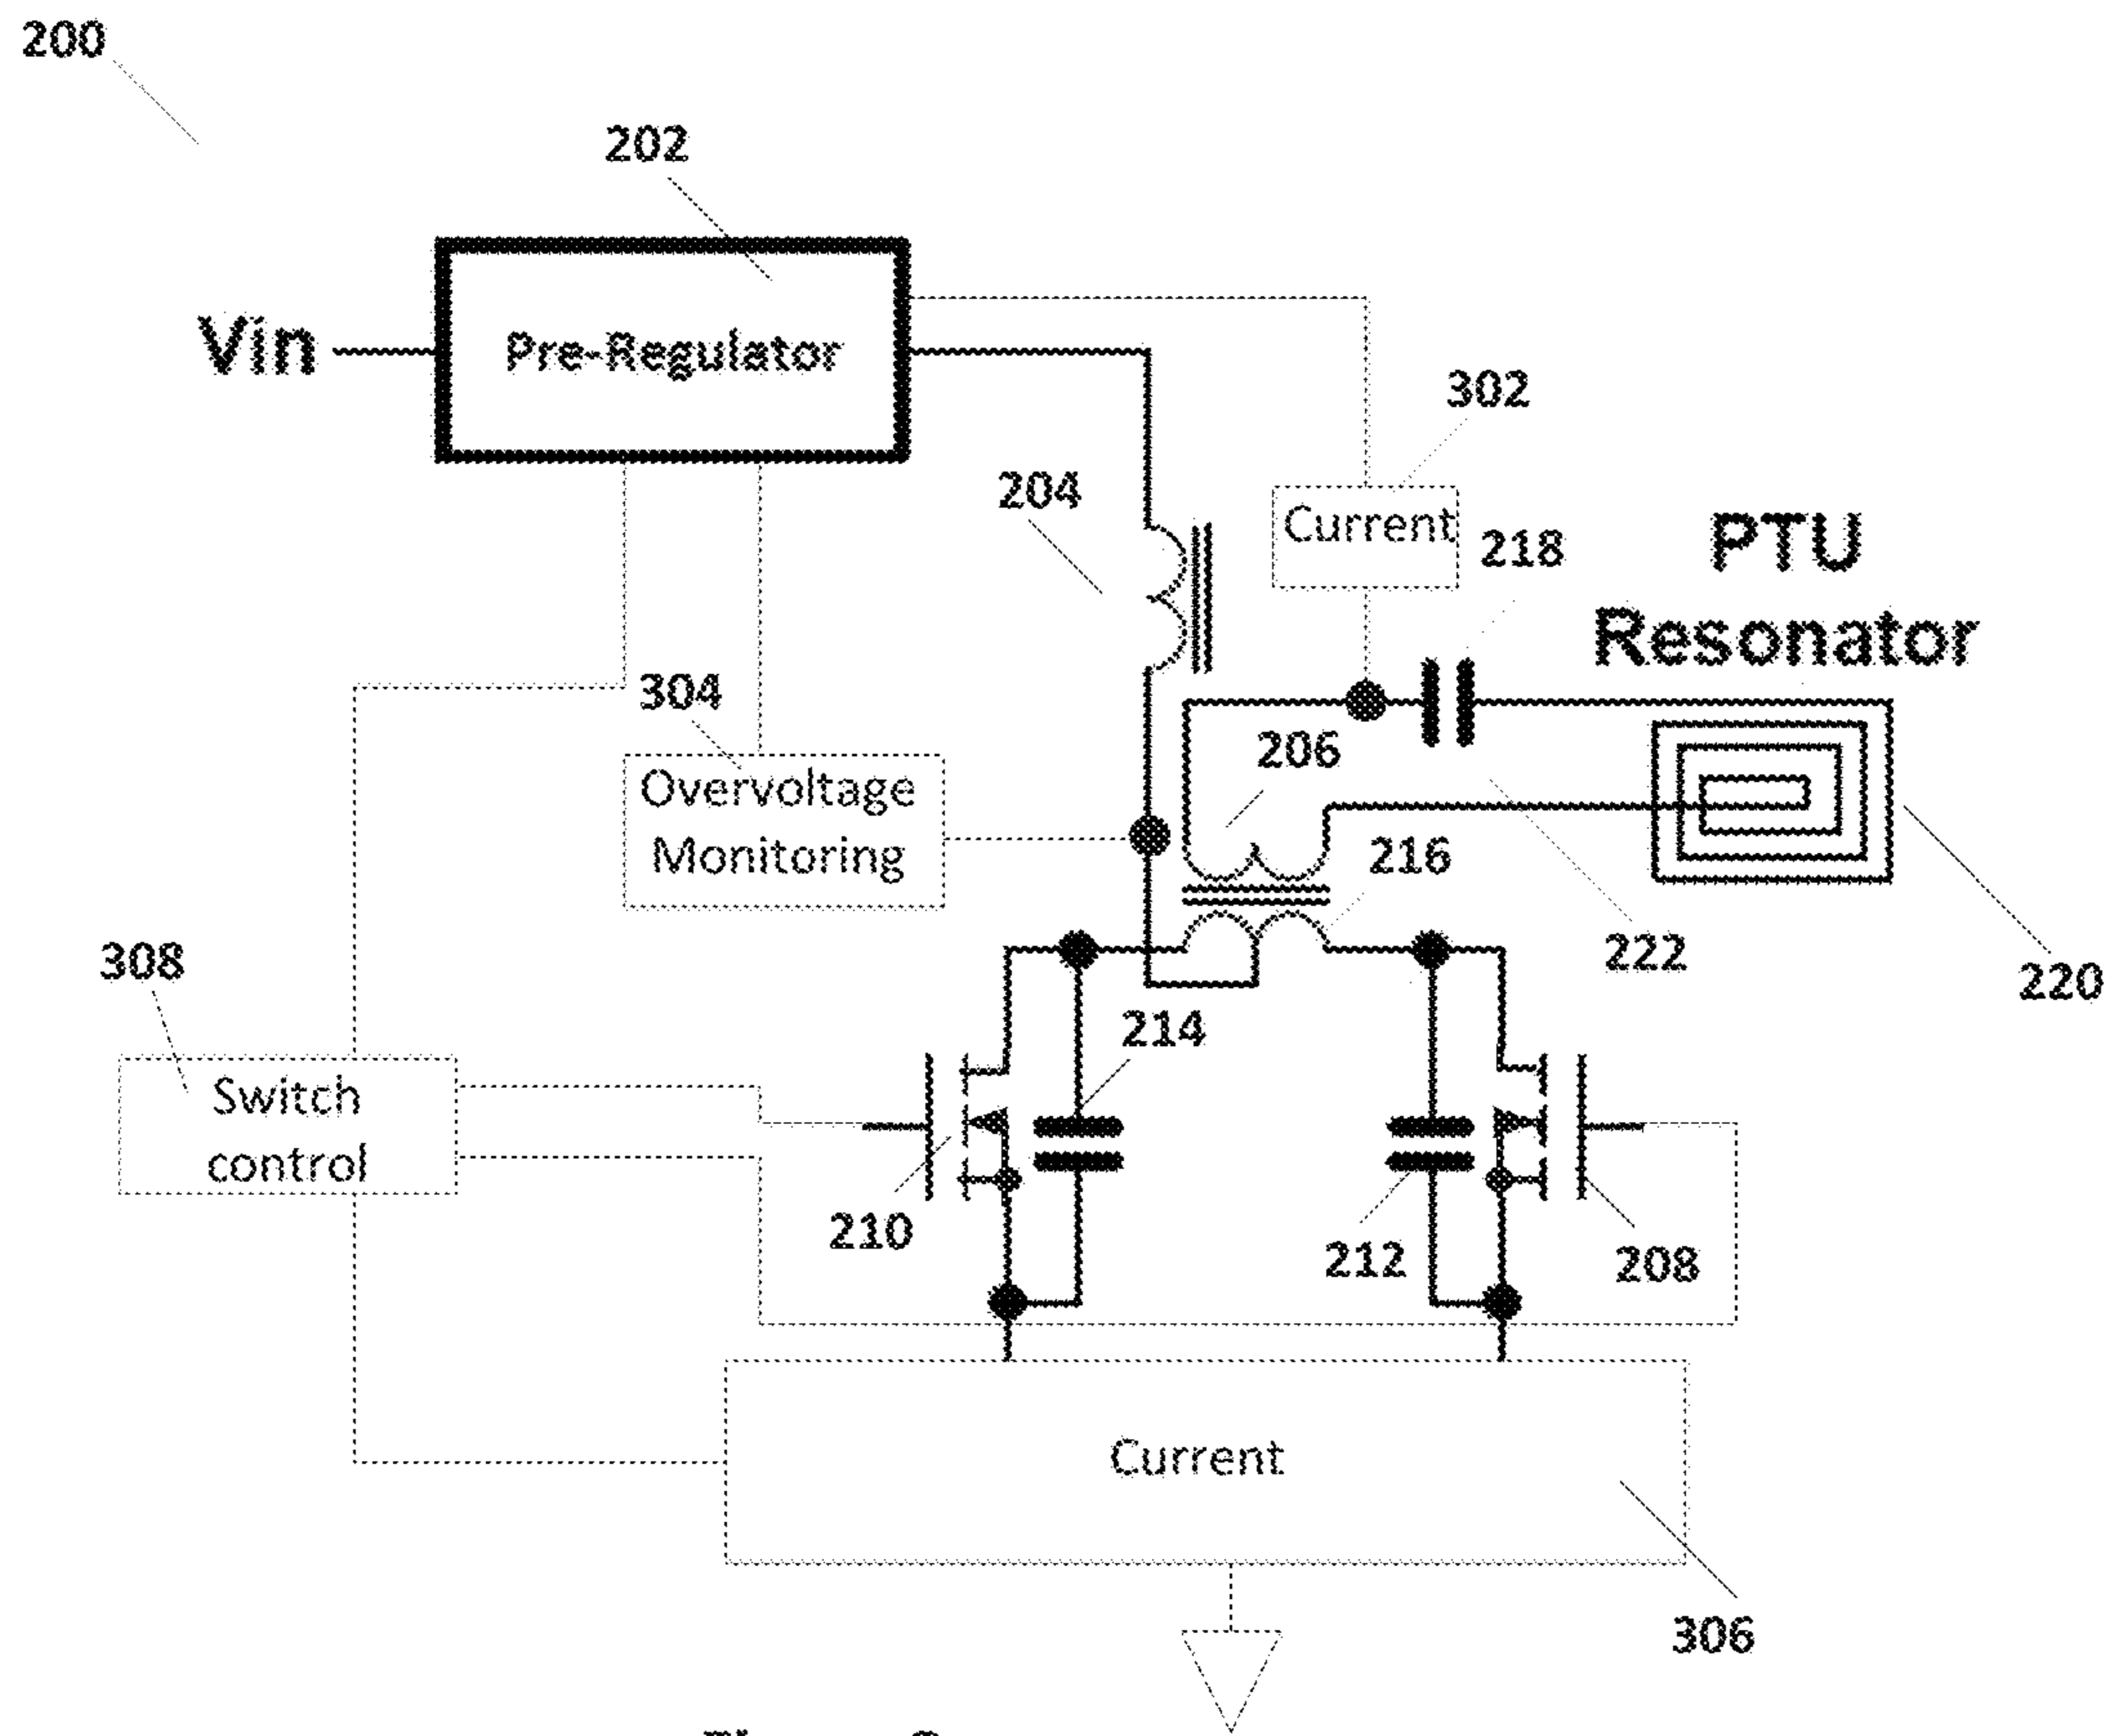 200
202
Vin
Pre-Regulator
302
204
Current
218
PTU
Resonator
304
206
Overvoltage
Monitoring
216
308
222
220
214
Switch
control
210
212
208
Current
306